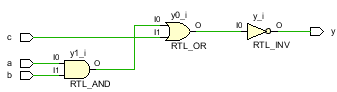 y0_i
y_i
I0 O I0 O y
c I1
y1_i
RTL_OR RTL_INV
a I0 O
b I1
RTL_AND